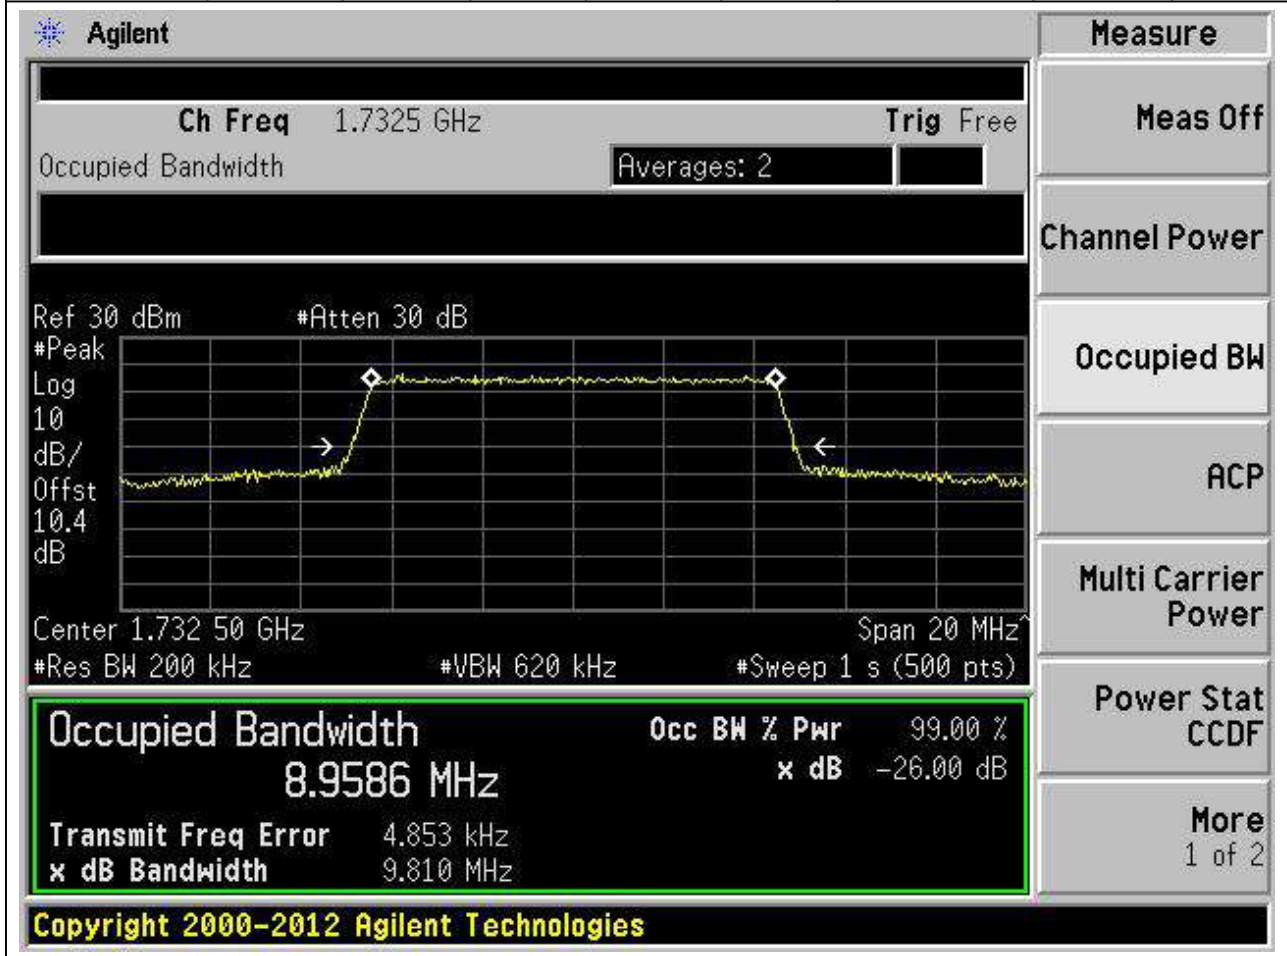 Agilent
Measure
Ch Freq 1.7325 GHz Trig Free
Occupied Bandwidth Averages: 2
Meas Off
Channel Power
Occupied BW
ACP
Multi Carrier
Power
Power Stat
CCDF
More
1 of 2
Ref 30 dBm #Atten 30 dB
#Peak
Log
10
dB/
Offst
10.4
dB
Center 1.732 50 GHz Span 20 MHz^
#Res BW 200 kHz #VBW 620 kHz #Sweep 1 s (500 pts)
Occupied Bandwidth Occ BW % Pwr 99.00 %
8.9586 MHz x dB -26.00 dB
Transmit Freq Error 4.853 kHz
x dB Bandwidth 9.810 MHz
Copyright 2000-2012 Agilent Technologies